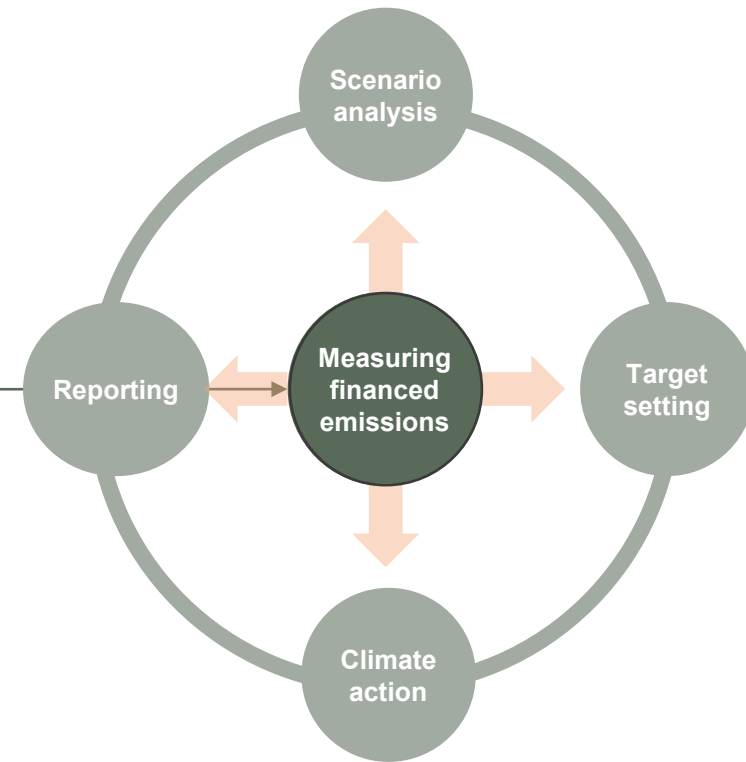 Scenario
analysis
Reporting
Measuring
financed
emissions
Target
setting
Climate
action